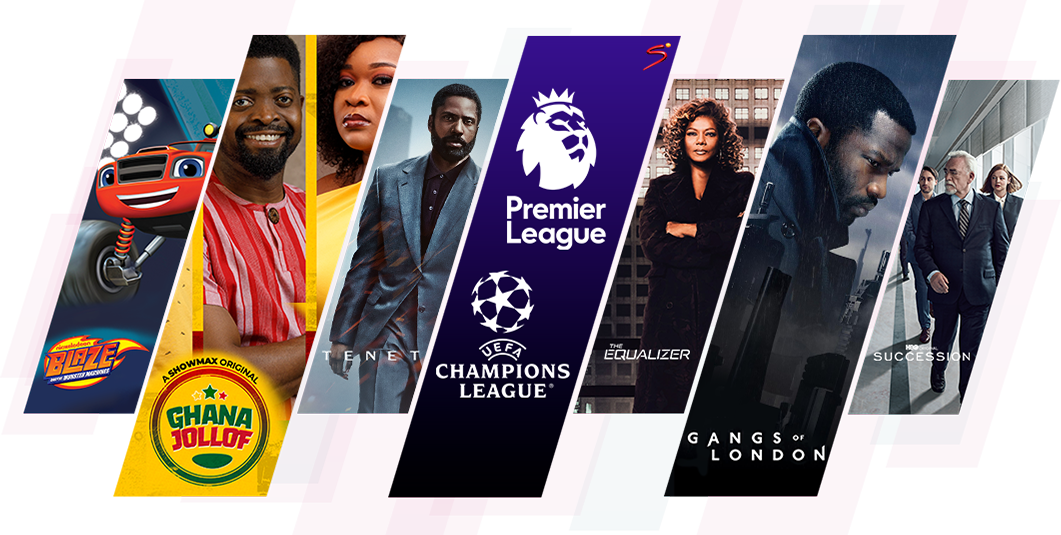 nickelodeon
BLAZE
AND THE MONSTER MACHINES
A SHOWMAX ORIGINAL
GHANA
JOLLOF
TENET
Premier
League
UEFA
CHAMPIONS
LEAGUE®
THE
EQUALIZER
GANGS OF
LONDON
HBO ORIGINAL
SUCCESSION